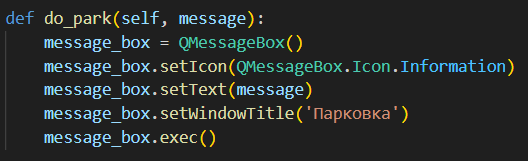 def do_park(self, message):
    message_box = QMessageBox()
    message_box.setIcon(QMessageBox.Icon.Information)
    message_box.setText(message)
    message_box.setWindowTitle('Парковка')
    message_box.exec()